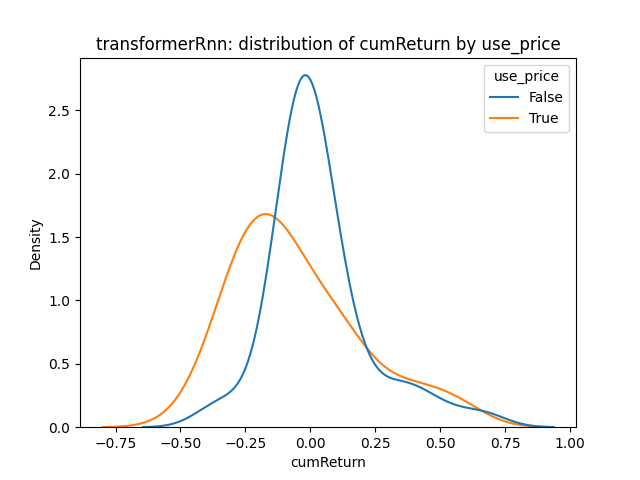 transformerRnn: distribution of cumReturn by use_price
use_price
False
True
Density
2.5
2.0
1.5
1.0
0.5
0.0
−0.75 −0.50 −0.25 0.00 0.25 0.50 0.75 1.00
cumReturn